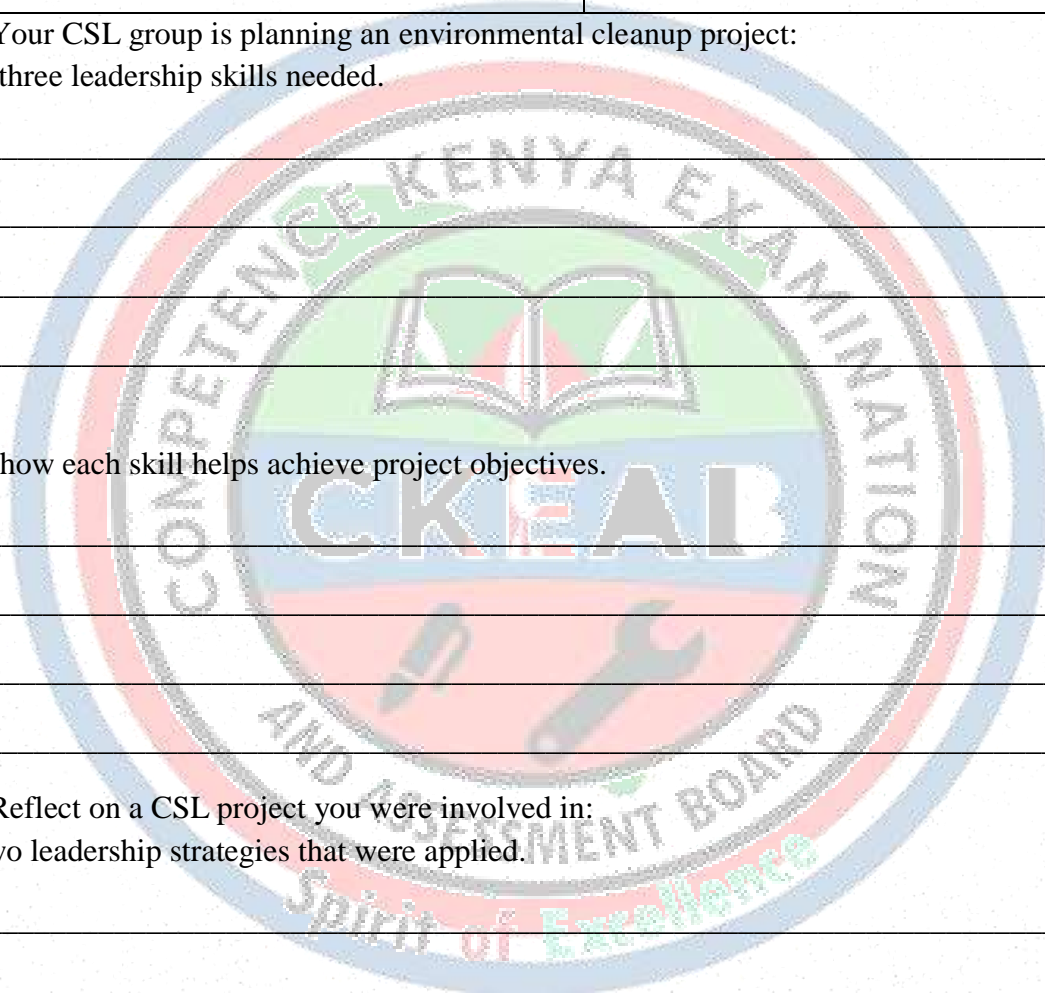 Your CSL group is planning an environmental cleanup project:
three leadership skills needed.
COMPETENCE KENYA EXAMINATION
CKEAB
how each skill helps achieve project objectives.
AND ASSESSMENT BOARD
Reflect on a CSL project you were involved in:
wo leadership strategies that were applied.
Spirit of Excellence